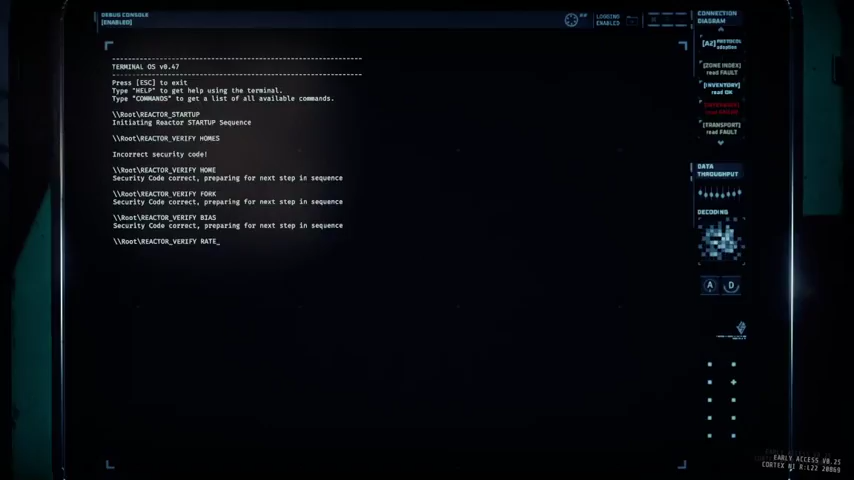 DEBUG CONSOLE
[ENABLED]
LOGGING
ENABLED
CONNECTION
DIAGRAM
--------------------------------------------------------------
TERMINAL OS v0.47
--------------------------------------------------------------
Press [ESC] to exit
Type "HELP" to get help using the terminal.
Type "COMMANDS" to get a list of all available commands.
\\Root\REACTOR_STARTUP
Initiating Reactor STARTUP Sequence
\\Root\REACTOR_VERIFY HOMES
Incorrect security code!
\\Root\REACTOR_VERIFY HOME
Security Code correct, preparing for next step in sequence
\\Root\REACTOR_VERIFY FORK
Security Code correct, preparing for next step in sequence
\\Root\REACTOR_VERIFY BIAS
Security Code correct, preparing for next step in sequence
\\Root\REACTOR_VERIFY RATE_
[A2] PROTOCOL
[ZONE INDEX]
read FAULT
[INVENTORY]
read OK
[TRANSPORT]
read FAULT
DATA
THROUGHPUT
DECODING
A D
EARLY ACCESS V0.25